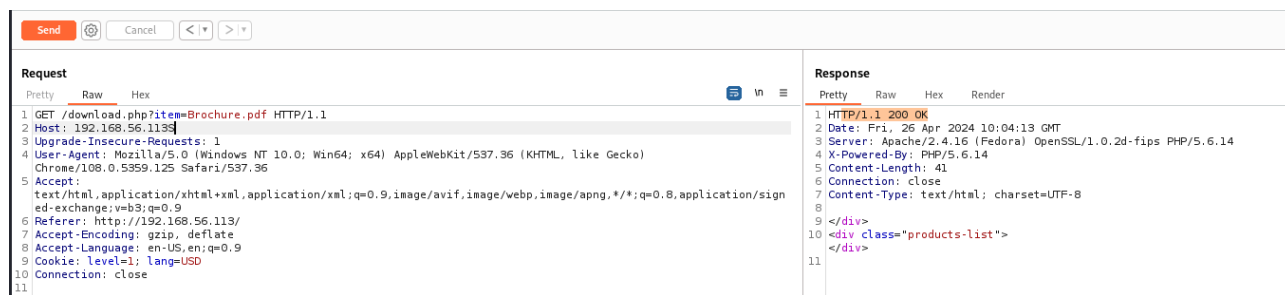 Send Cancel < >
Request
Pretty Raw Hex \n
1 GET /download.php?item=Brochure.pdf HTTP/1.1
2 Host: 192.168.56.113S
3 Upgrade-Insecure-Requests: 1
4 User-Agent: Mozilla/5.0 (Windows NT 10.0; Win64; x64) AppleWebKit/537.36 (KHTML, like Gecko)
Chrome/108.0.5359.125 Safari/537.36
5 Accept:
text/html,application/xhtml+xml,application/xml;q=0.9,image/avif,image/webp,image/apng,*/*;q=0.8,application/sign
ed-exchange;v=b3;q=0.9
6 Referer: http://192.168.56.113/
7 Accept-Encoding: gzip, deflate
8 Accept-Language: en-US,en;q=0.9
9 Cookie: level=1; lang=USD
10 Connection: close
11
Response
Pretty Raw Hex Render
1 HTTP/1.1 200 OK
2 Date: Fri, 26 Apr 2024 10:04:13 GMT
3 Server: Apache/2.4.16 (Fedora) OpenSSL/1.0.2d-fips PHP/5.6.14
4 X-Powered-By: PHP/5.6.14
5 Content-Length: 41
6 Connection: close
7 Content-Type: text/html; charset=UTF-8
8
9 </div>
10 <div class="products-list">
</div>
11